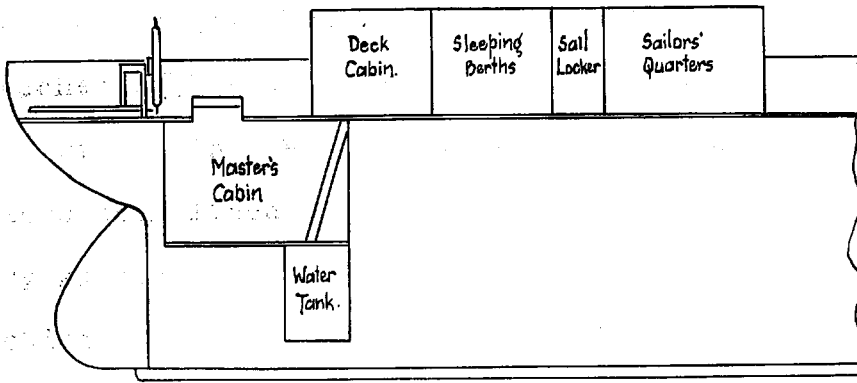 Deck
Cabin.
Sleeping
Berths
Sail
Locker
Sailors'
Quarters
Master's
Cabin
Water
Tank.